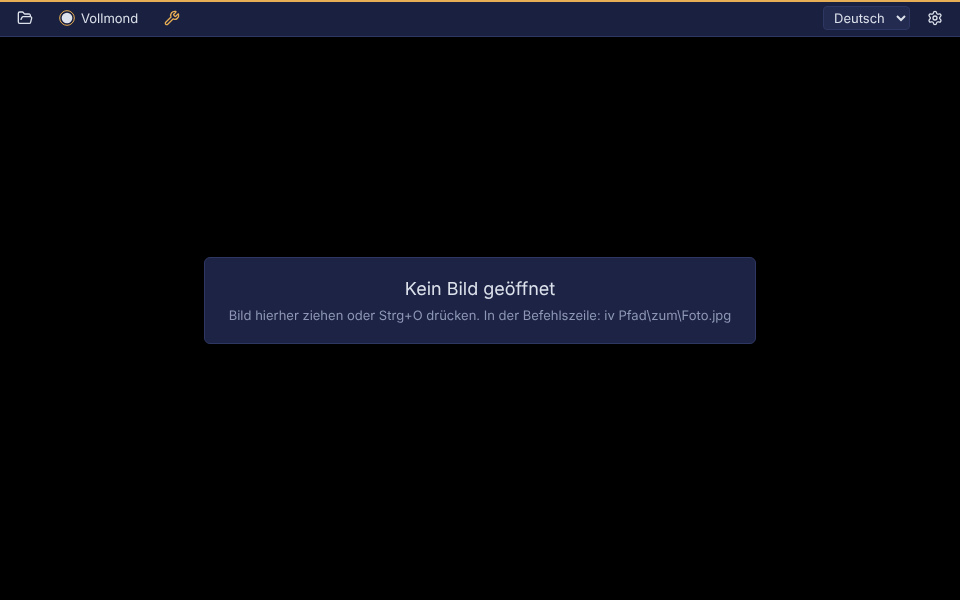 Vollmond
Deutsch
Kein Bild geöffnet
Bild hierher ziehen oder Strg+O drücken. In der Befehlszeile: iv Pfad\zum\Foto.jpg